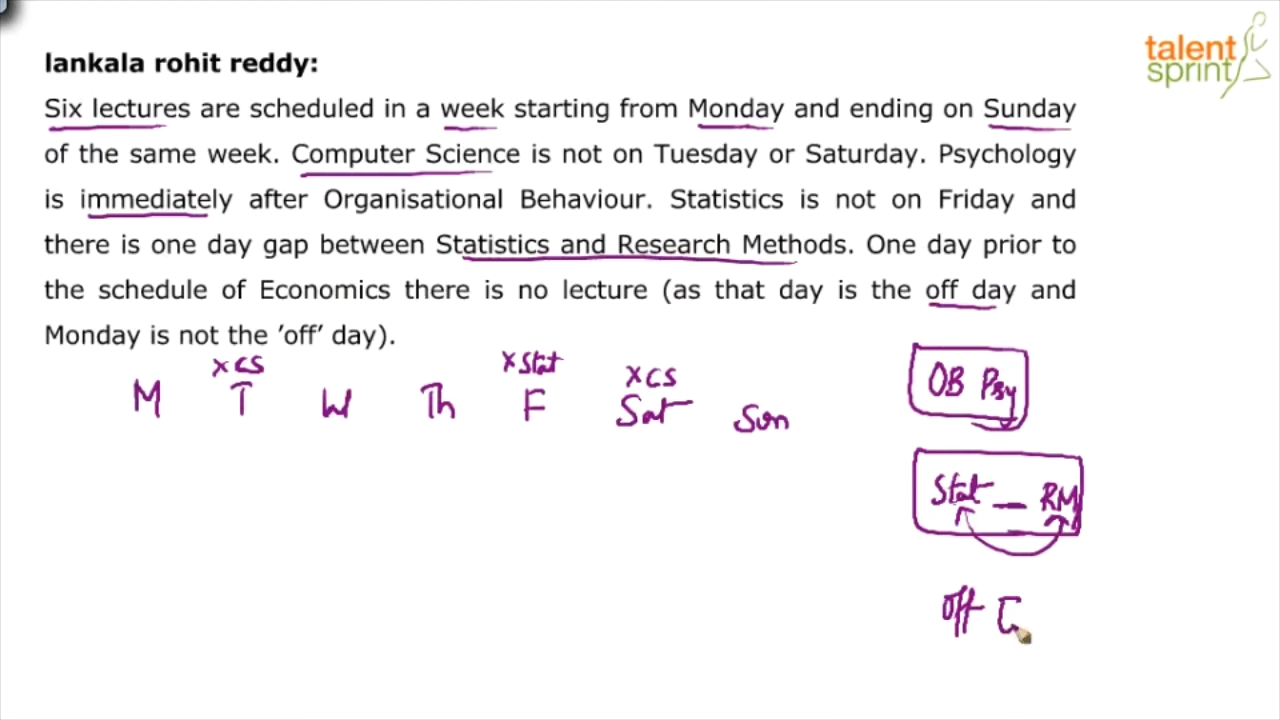 lankala rohit reddy:
talent
sprint
Six lectures are scheduled in a week starting from Monday and ending on Sunday
of the same week. Computer Science is not on Tuesday or Saturday. Psychology
is immediately after Organisational Behaviour. Statistics is not on Friday and
there is one day gap between Statistics and Research Methods. One day prior to
the schedule of Economics there is no lecture (as that day is the off day and
Monday is not the ’off’ day).
x CS
x Stat
x CS
M T W Th F Sat Sun
OB Psy
Stat _ RM
Off